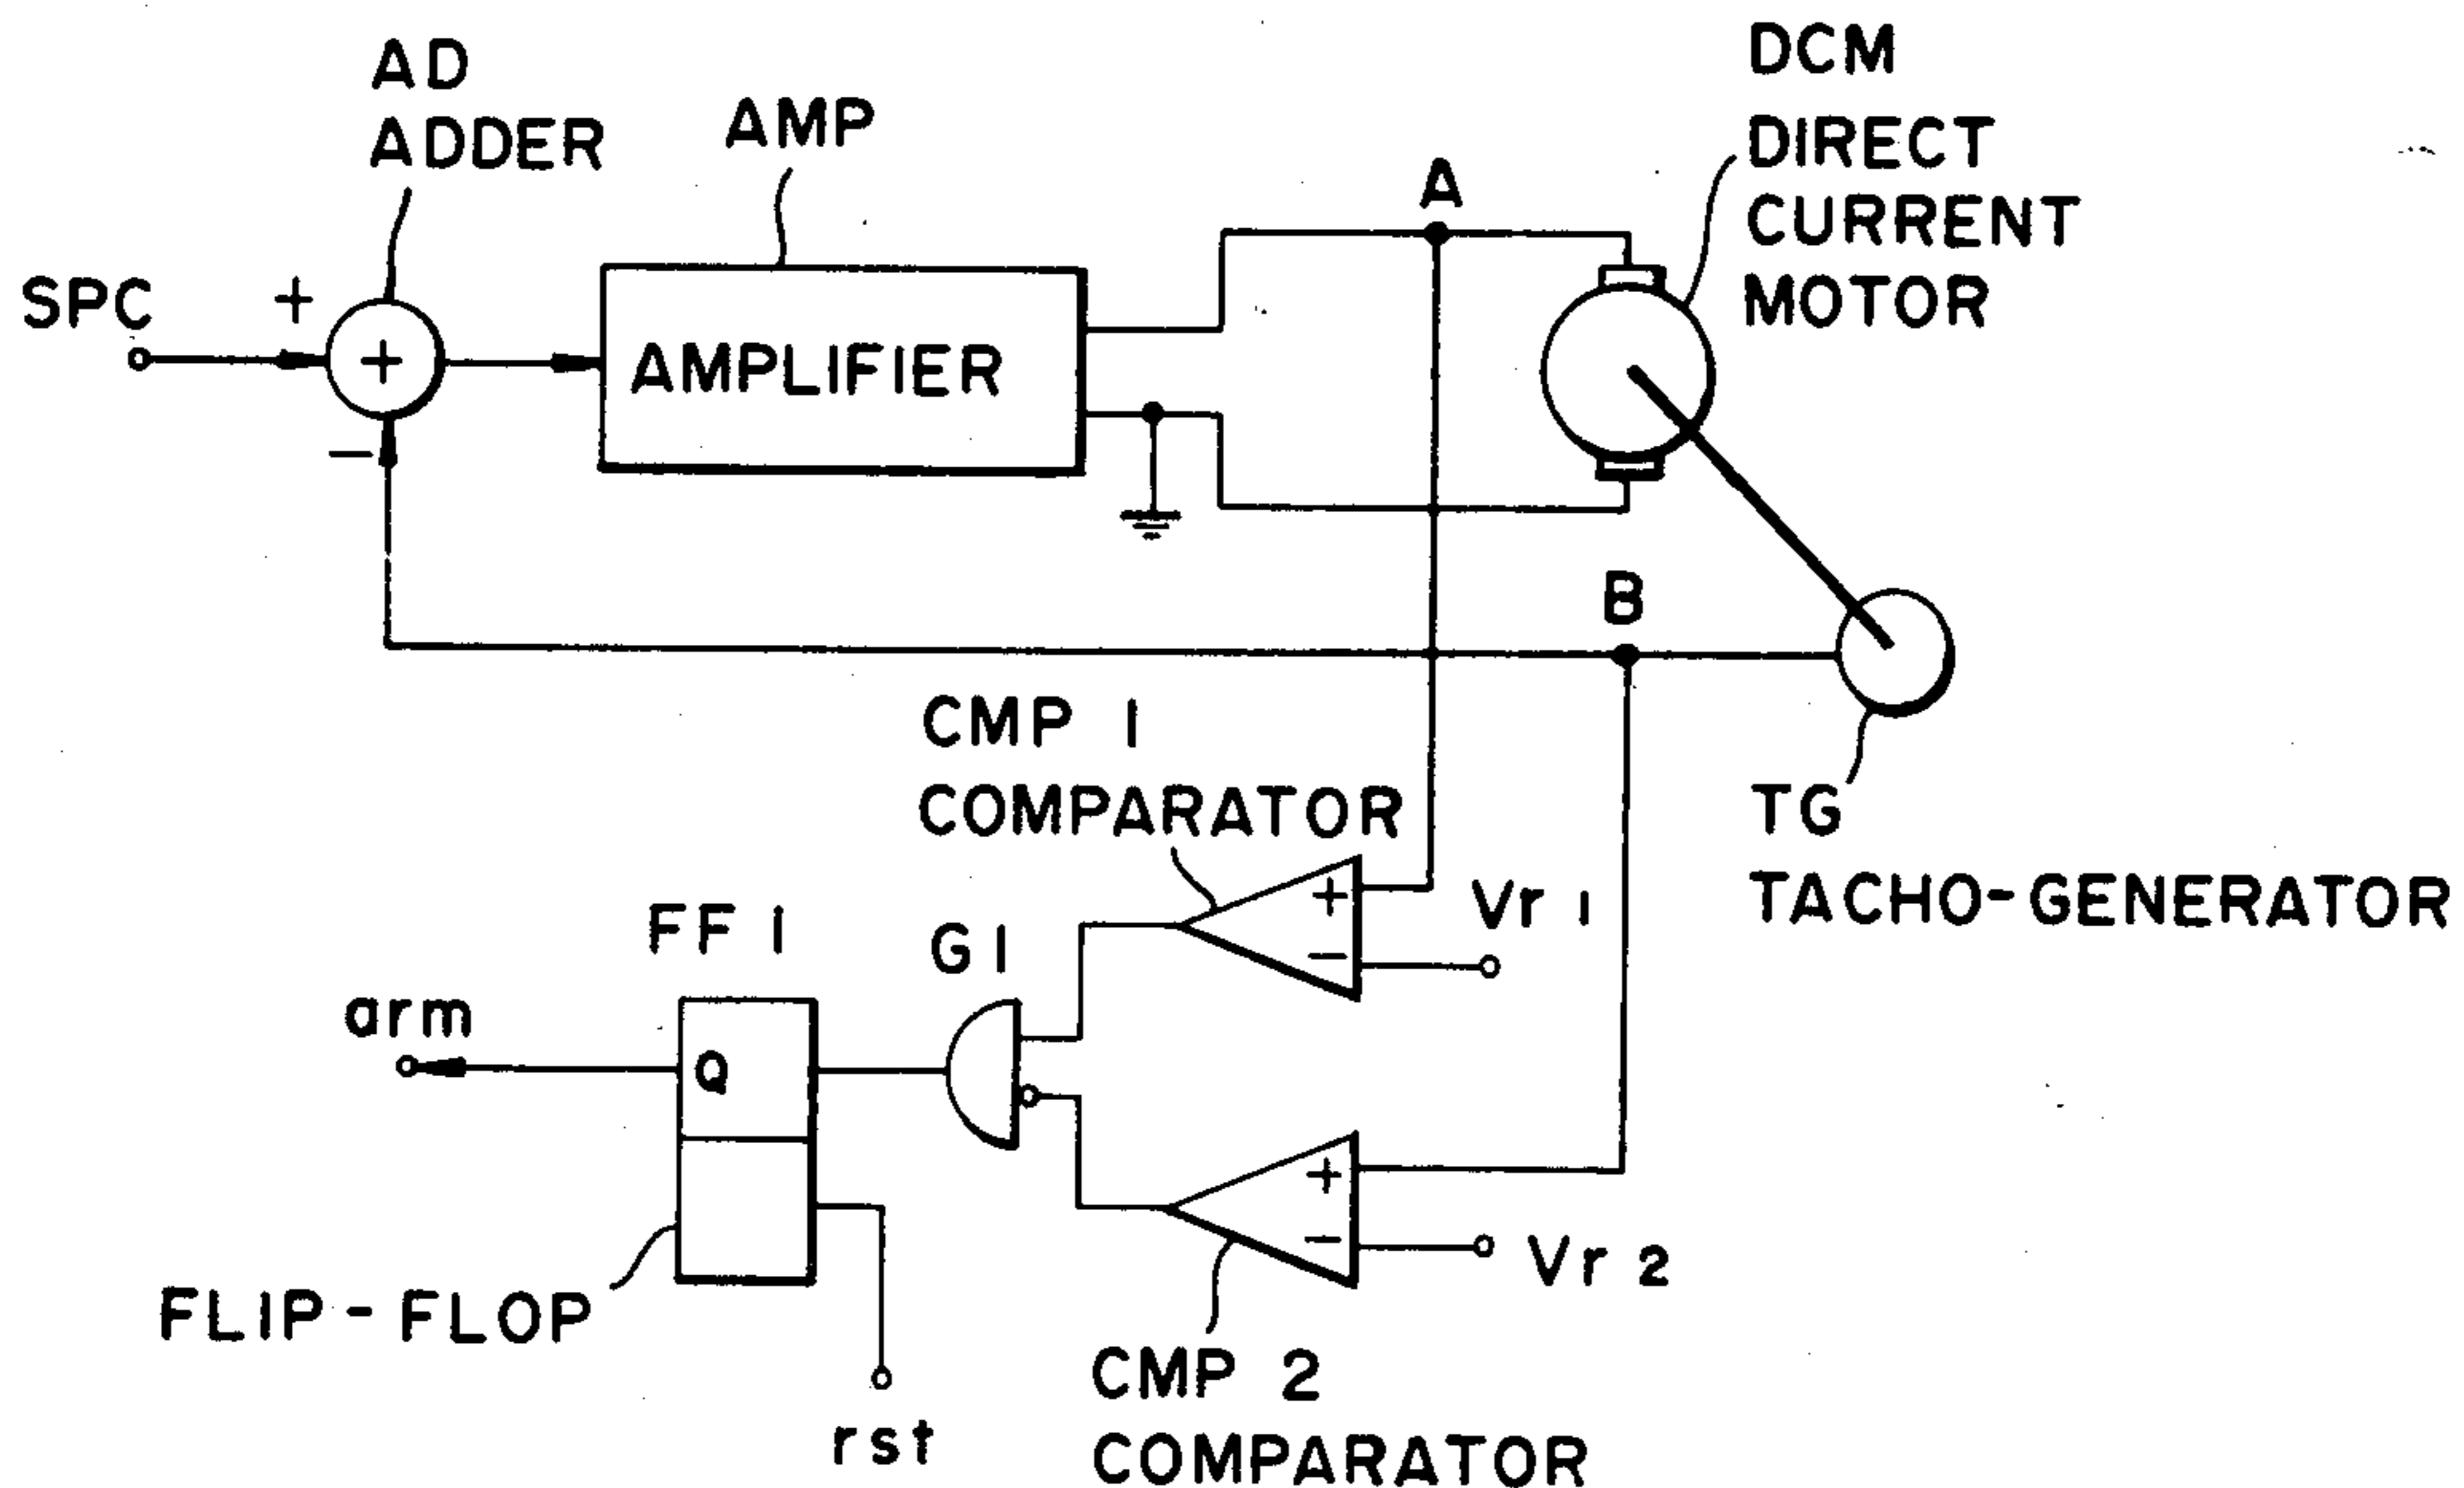 AD
ADDER
AMP
DCM
DIRECT
CURRENT
MOTOR
A
SPC
+
+
AMPLIFIER
−
B
CMP 1
COMPARATOR
TG
TACHO-GENERATOR
+
−
Vr 1
FF 1
G1
arm
Q
+
−
Vr 2
FLIP-FLOP
rst
CMP 2
COMPARATOR